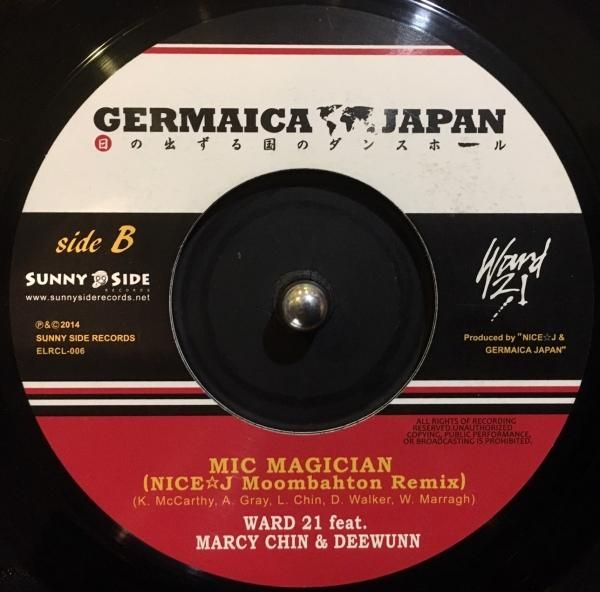 GERMAICA JAPAN
日の出ずる国のダンスホール
side B
SUNNY SIDE
RECORDS
www.sunnysiderecords.net
℗&©2014
SUNNY SIDE RECORDS
ELRCL-006
Ward
21
Produced by "NICE☆J &
GERMAICA JAPAN"
ALL RIGHTS OF RECORDING
RESERVED.UNAUTHORIZED
COPYING, PUBLIC PERFORMANCE,
OR BROADCASTING IS PROHIBITED.
MIC MAGICIAN
(NICE☆J Moombahton Remix)
(K. McCarthy, A. Gray, L. Chin, D. Walker, W. Marragh)
WARD 21 feat.
MARCY CHIN & DEEWUNN